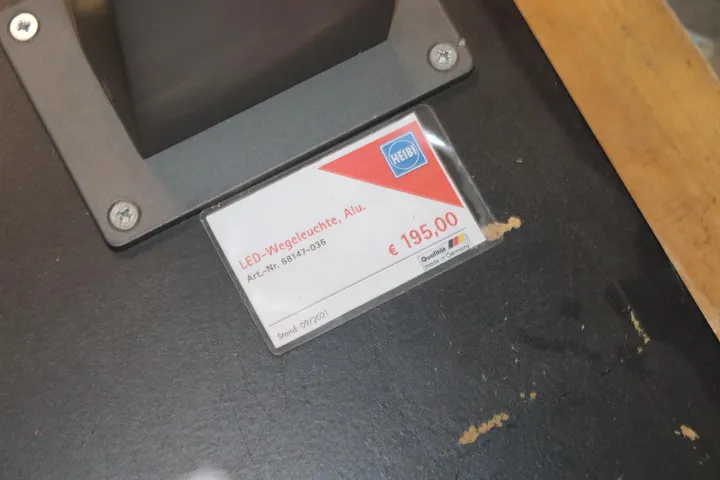 HEIBI
LED-Wegeleuchte, Alu.
Art.-Nr. 68147-036
€ 195,00
Qualität
made in Germany
Stand: 09/2021